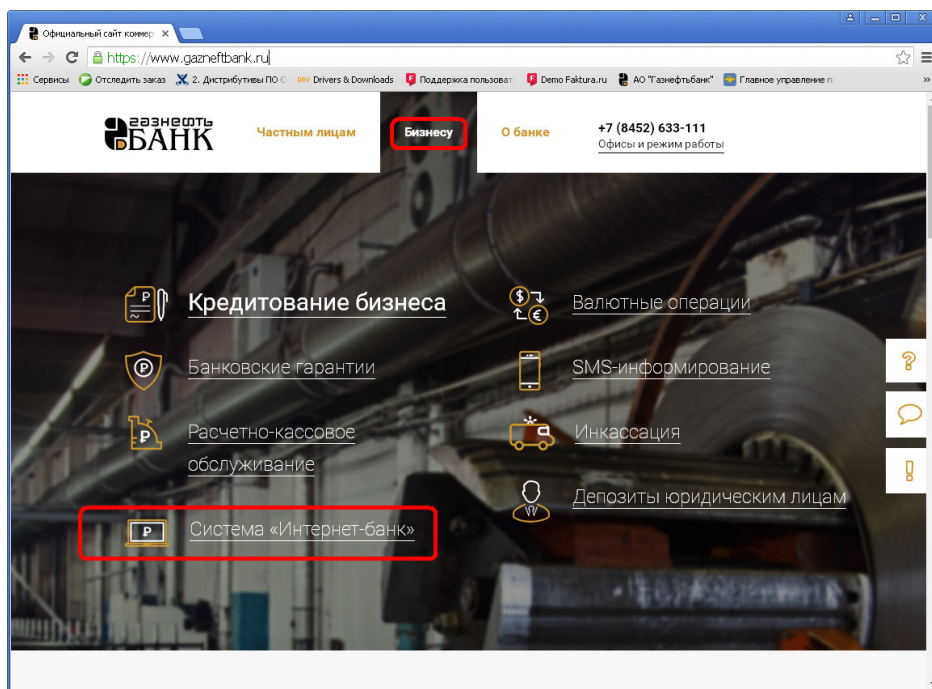 Официальный сайт коммер
https://www.gazneftbank.ru
Сервисы Отследить заказ 2. Дистрибутивы ПО С DRV Drivers & Downloads Поддержка пользоват Demo Faktura.ru АО "Газнефтьбанк" Главное управление п »
газнефть
БАНК
Частным лицам Бизнесу О банке +7 (8452) 633-111
Офисы и режим работы
Кредитование бизнеса
Валютные операции
Банковские гарантии
SMS-информирование
Расчетно-кассовое
обслуживание
Инкассация
Депозиты юридическим лицам
Система «Интернет-банк»